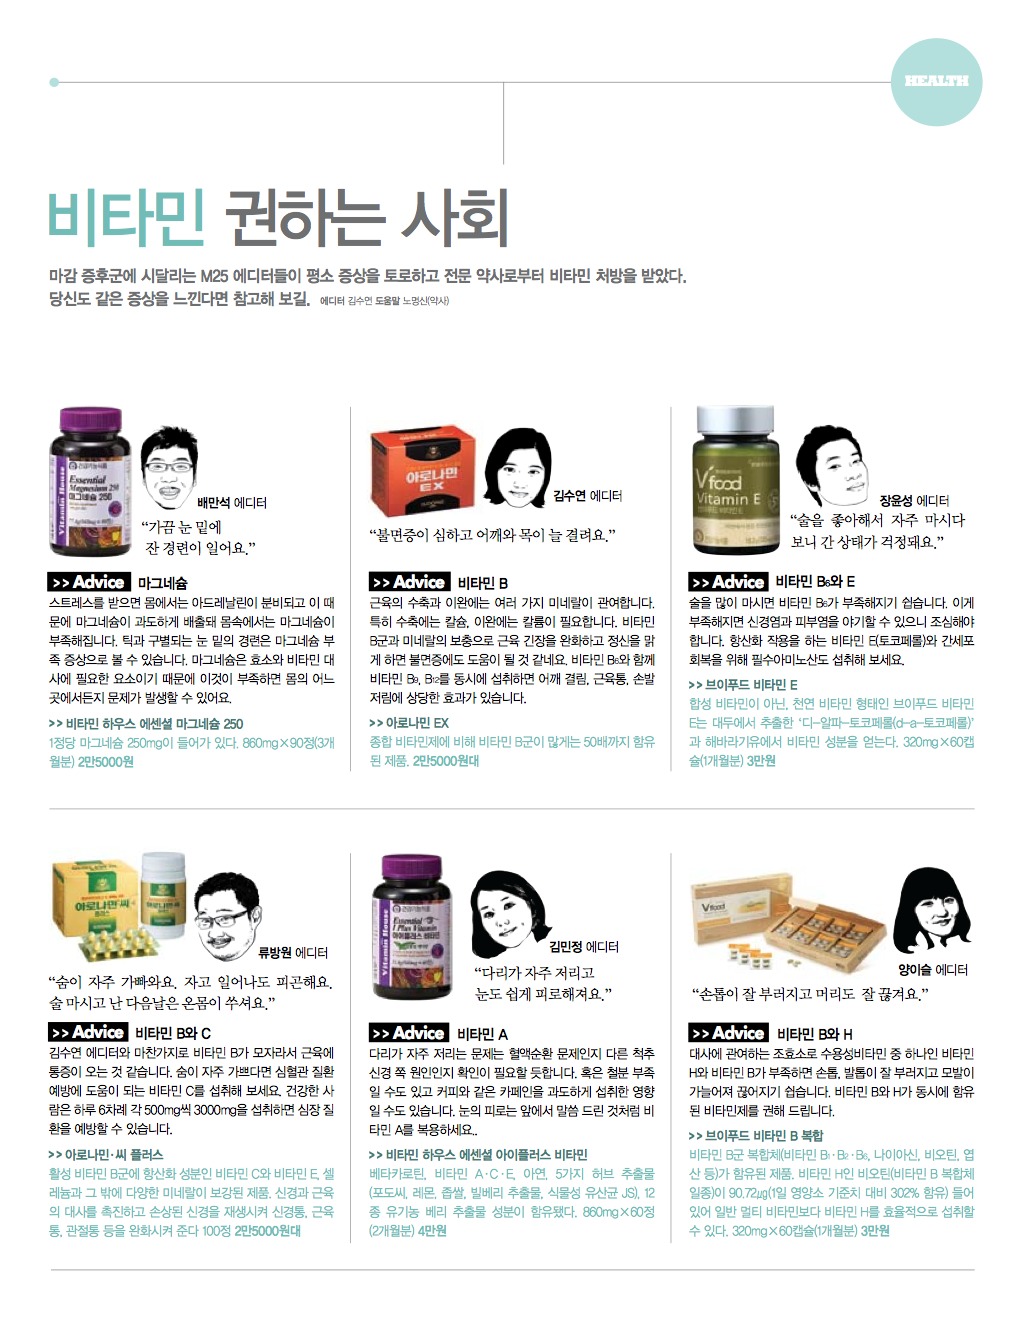 HEALTH
비타민 권하는 사회
마감 증후군에 시달리는 M25 에디터들이 평소 증상을 토로하고 전문 약사로부터 비타민 처방을 받았다.
당신도 같은 증상을 느낀다면 참고해 보길. 에디터 김수연 도움말 노명신(약사)
건강기능식품
Essential
Magnesium 250
마그네슘 250
Vitamin House
배만석 에디터
“가끔 눈 밑에
잔 경련이 일어요.”
>> Advice 마그네슘
스트레스를 받으면 몸에서는 아드레날린이 분비되고 이 때
문에 마그네슘이 과도하게 배출돼 몸속에서는 마그네슘이
부족해집니다. 틱과 구별되는 눈 밑의 경련은 마그네슘 부
족 증상으로 볼 수 있습니다. 마그네슘은 효소와 비타민 대
사에 필요한 요소이기 때문에 이것이 부족하면 몸의 어느
곳에서든지 문제가 발생할 수 있어요.
>> 비타민 하우스 에센셜 마그네슘 250
1정당 마그네슘 250mg이 들어가 있다. 860mg×90정(3개
월분) 2만5000원
아로나민
EX
김수연 에디터
“불면증이 심하고 어깨와 목이 늘 결려요.”
>> Advice 비타민 B
근육의 수축과 이완에는 여러 가지 미네랄이 관여합니다.
특히 수축에는 칼슘, 이완에는 칼륨이 필요합니다. 비타민
B군과 미네랄의 보충으로 근육 긴장을 완화하고 정신을 맑
게 하면 불면증에도 도움이 될 것 같네요. 비타민 B6와 함께
비타민 B9, B12를 동시에 섭취하면 어깨 결림, 근육통, 손발
저림에 상당한 효과가 있습니다.
>> 아로나민 EX
종합 비타민제에 비해 비타민 B군이 많게는 50배까지 함유
된 제품. 2만5000원대
Vfood
Vitamin E
브이푸드 비타민E
장윤성 에디터
“술을 좋아해서 자주 마시다
보니 간 상태가 걱정돼요.”
>> Advice 비타민 B6와 E
술을 많이 마시면 비타민 B6가 부족해지기 쉽습니다. 이게
부족해지면 신경염과 피부염을 야기할 수 있으니 조심해야
합니다. 항산화 작용을 하는 비타민 E(토코페롤)와 간세포
회복을 위해 필수아미노산도 섭취해 보세요.
>> 브이푸드 비타민 E
합성 비타민이 아닌, 천연 비타민 형태인 브이푸드 비타민
E는 대두에서 추출한 ‘디-알파-토코페롤(d-a-토코페롤)’
과 해바라기유에서 비타민 성분을 얻는다. 320mg×60캡
슐(1개월분) 3만원
아로나민 씨
플러스
류방원 에디터
“숨이 자주 가빠와요. 자고 일어나도 피곤해요.
술 마시고 난 다음날은 온몸이 쑤셔요.”
>> Advice 비타민 B와 C
김수연 에디터와 마찬가지로 비타민 B가 모자라서 근육에
통증이 오는 것 같습니다. 숨이 자주 가쁘다면 심혈관 질환
예방에 도움이 되는 비타민 C를 섭취해 보세요. 건강한 사
람은 하루 6차례 각 500mg씩 3000mg을 섭취하면 심장 질
환을 예방할 수 있습니다.
>> 아로나민·씨 플러스
활성 비타민 B군에 항산화 성분인 비타민 C와 비타민 E, 셀
레늄과 그 밖에 다양한 미네랄이 보강된 제품. 신경과 근육
의 대사를 촉진하고 손상된 신경을 재생시켜 신경통, 근육
통, 관절통 등을 완화시켜 준다 100정 2만5000원대
건강기능식품
Essential
I Plus Vitamin
아이플러스 비타민
Vitamin House
김민정 에디터
“다리가 자주 저리고
눈도 쉽게 피로해져요.”
>> Advice 비타민 A
다리가 자주 저리는 문제는 혈액순환 문제인지 다른 척추
신경 쪽 원인인지 확인이 필요할 듯합니다. 혹은 철분 부족
일 수도 있고 커피와 같은 카페인을 과도하게 섭취한 영향
일 수도 있습니다. 눈의 피로는 앞에서 말씀 드린 것처럼 비
타민 A를 복용하세요..
>> 비타민 하우스 에센셜 아이플러스 비타민
베타카로틴, 비타민 A·C·E, 아연, 5가지 허브 추출물
(포도씨, 레몬, 좁쌀, 빌베리 추출물, 식물성 유산균 JS), 12
종 유기농 베리 추출물 성분이 함유됐다. 860mg×60정
(2개월분) 4만원
Vfood
양이슬 에디터
“손톱이 잘 부러지고 머리도 잘 끊겨요.”
>> Advice 비타민 B와 H
대사에 관여하는 조효소로 수용성비타민 중 하나인 비타민
H와 비타민 B가 부족하면 손톱, 발톱이 잘 부러지고 모발이
가늘어져 끊어지기 쉽습니다. 비타민 B와 H가 동시에 함유
된 비타민제를 권해 드립니다.
>> 브이푸드 비타민 B 복합
비타민 B군 복합체(비타민 B1·B2·B6, 나이아신, 비오틴, 엽
산 등)가 함유된 제품. 비타민 H인 비오틴(비타민 B 복합체
일종)이 90.72㎍(1일 영양소 기준치 대비 302% 함유) 들어
있어 일반 멀티 비타민보다 비타민 H를 효율적으로 섭취할
수 있다. 320mg×60캡슐(1개월분) 3만원